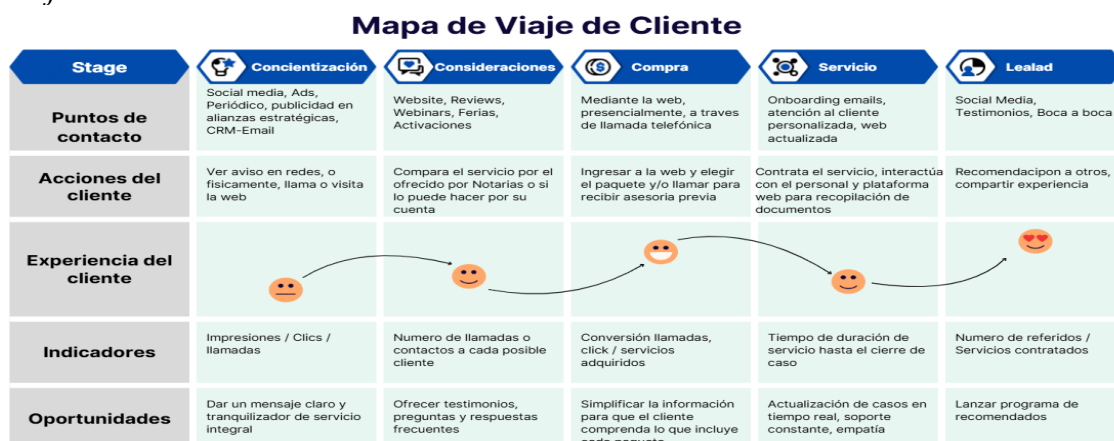 Mapa de Viaje de Cliente
Stage
Concientización
Consideraciones
Compra
Servicio
Lealad
Puntos de
contacto
Social media, Ads,
Periódico, publicidad en
alianzas estratégicas,
CRM-Email
Website, Reviews,
Webinars, Ferias,
Activaciones
Mediante la web,
presencialmente, a traves
de llamada telefónica
Onboarding emails,
atención al cliente
personalizada, web
actualizada
Social Media,
Testimonios, Boca a boca
Acciones del
cliente
Ver aviso en redes, o
fisicamente, llama o visita
la web
Compara el servicio por el
ofrecido por Notarias o si
lo puede hacer por su
cuenta
Ingresar a la web y elegir
el paquete y/o llamar para
recibir asesoria previa
Contrata el servicio, interactúa
con el personal y plataforma
web para recopilación de
documentos
Recomendacipon a otros,
compartir experiencia
Experiencia del
cliente
Indicadores
Impresiones / Clics /
llamadas
Numero de llamadas o
contactos a cada posible
cliente
Conversión llamadas,
click / servicios
adquiridos
Tiempo de duración de
servicio hasta el cierre de
caso
Numero de referidos /
Servicios contratados
Oportunidades
Dar un mensaje claro y
tranquilizador de servicio
integral
Ofrecer testimonios,
preguntas y respuestas
frecuentes
Simplificar la información
para que el cliente
comprenda lo que incluye
cada paquete
Actualización de casos en
tiempo real, soporte
constante, empatía
Lanzar programa de
recomendados